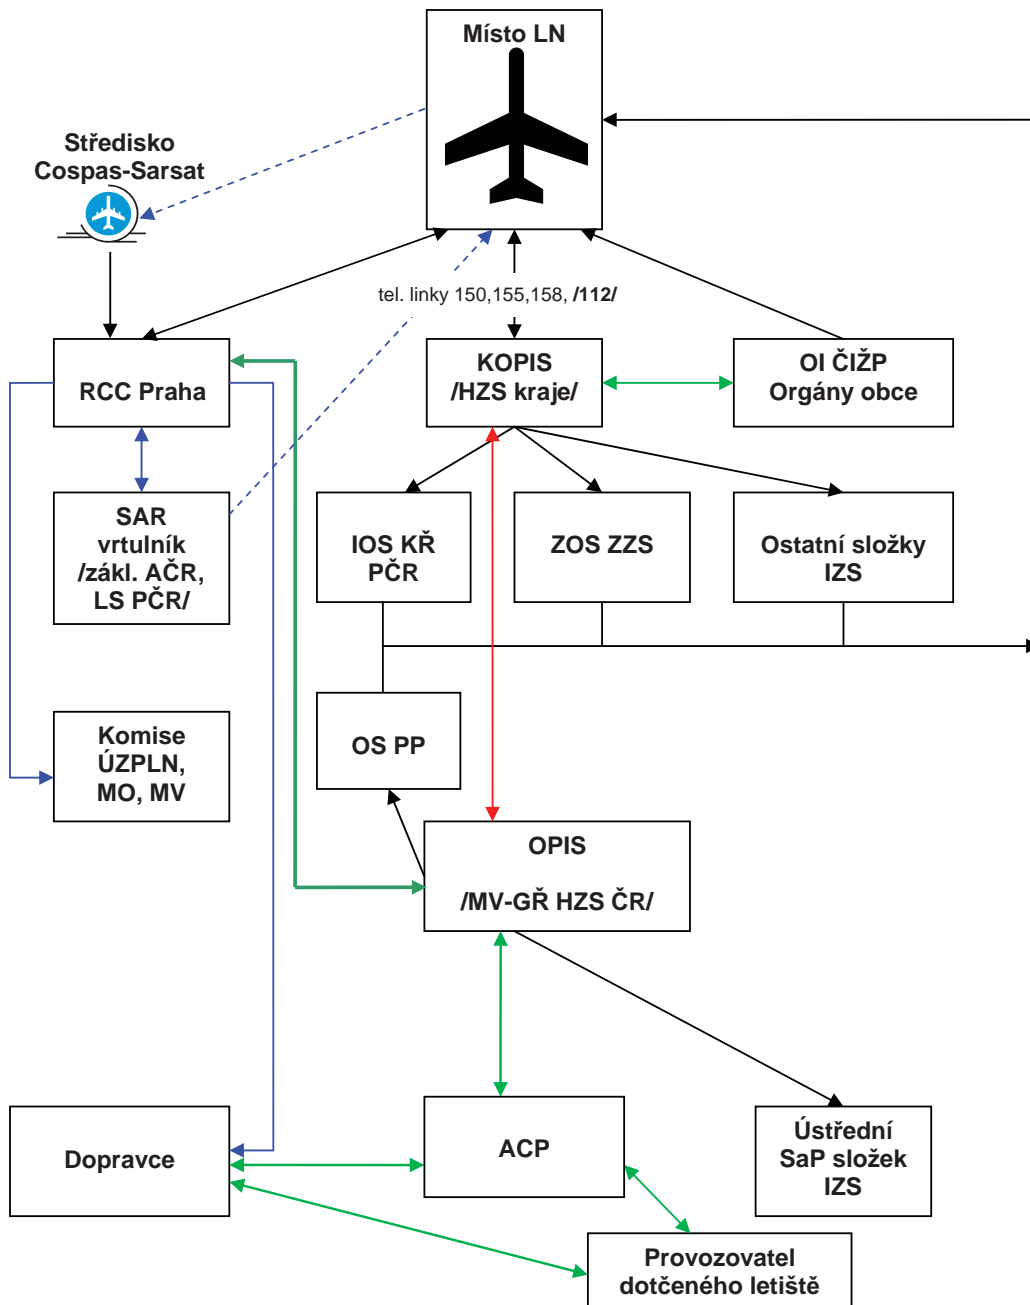 Místo LN
Středisko
Cospas-Sarsat
tel. linky 150,155,158, /112/
RCC Praha
KOPIS
/HZS kraje/
OI ČIŽP
Orgány obce
SAR
vrtulník
/zákl. AČR,
LS PČR/
IOS KŘ
PČR
ZOS ZZS
Ostatní složky
IZS
Komise
ÚZPLN,
MO, MV
OS PP
OPIS
/MV-GŘ HZS ČR/
Dopravce
ACP
Ústřední
SaP složek
IZS
Provozovatel
dotčeného letiště